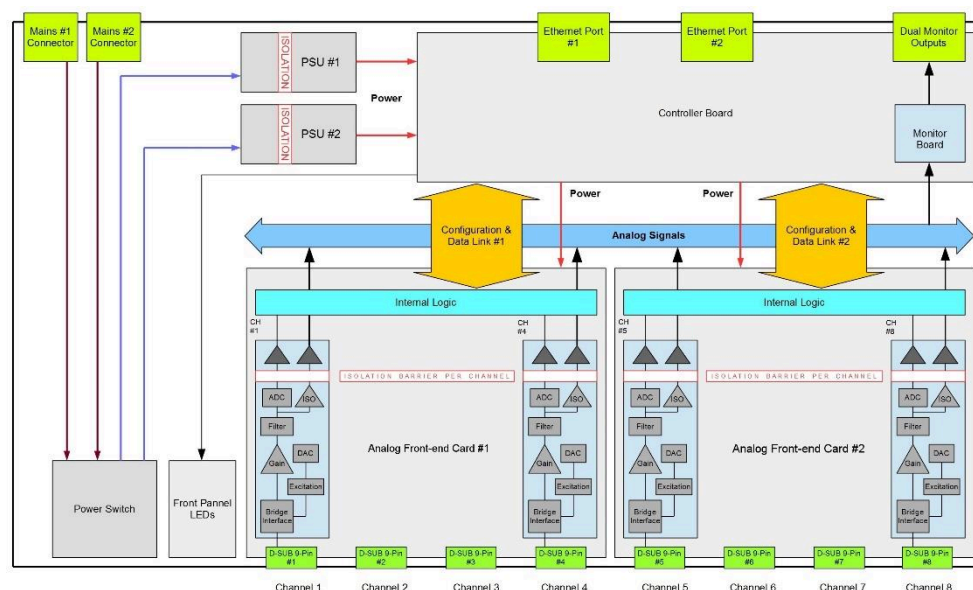 Mains #1
Connector
Mains #2
Connector
ISOLATION
PSU #1
ISOLATION
PSU #2
Power
Ethernet Port
#1
Ethernet Port
#2
Dual Monitor
Outputs
Controller Board
Monitor
Board
Power
Power
Configuration &
Data Link #1
Analog Signals
Configuration &
Data Link #2
Internal Logic
Internal Logic
CH
#1
CH
#4
CH
#5
CH
#8
ISOLATION BARRIER PER CHANNEL
ISOLATION BARRIER PER CHANNEL
ADC
ISO
ADC
ISO
ADC
ISO
ADC
ISO
Filter
Filter
Filter
Filter
Analog Front-end Card #1
Analog Front-end Card #2
Gain
DAC
Gain
DAC
Gain
DAC
Gain
DAC
Excitation
Excitation
Excitation
Excitation
Bridge
Interface
Bridge
Interface
Bridge
Interface
Bridge
Interface
Power Switch
Front Pannel
LEDs
D-SUB 9-Pin
#1
D-SUB 9-Pin
#2
D-SUB 9-Pin
#3
D-SUB 9-Pin
#4
D-SUB 9-Pin
#5
D-SUB 9-Pin
#6
D-SUB 9-Pin
#7
D-SUB 9-Pin
#8
Channel 1
Channel 2
Channel 3
Channel 4
Channel 5
Channel 6
Channel 7
Channel 8